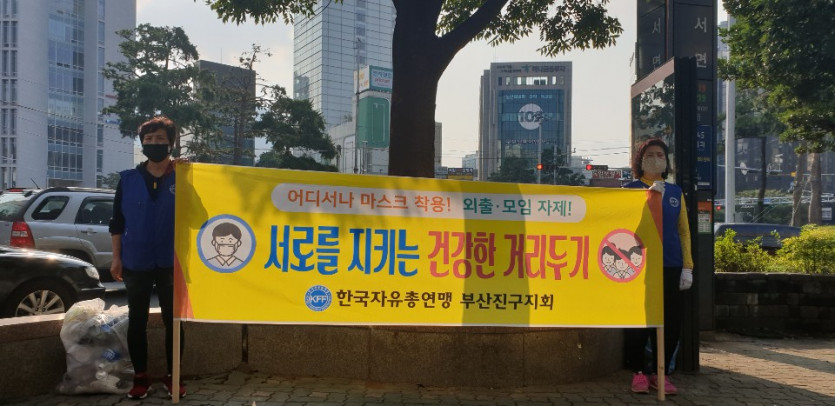 서면
어디서나 마스크 착용! 외출·모임 자제!
서로를 지키는 건강한 거리두기
KFF 한국자유총연맹 부산진구지회